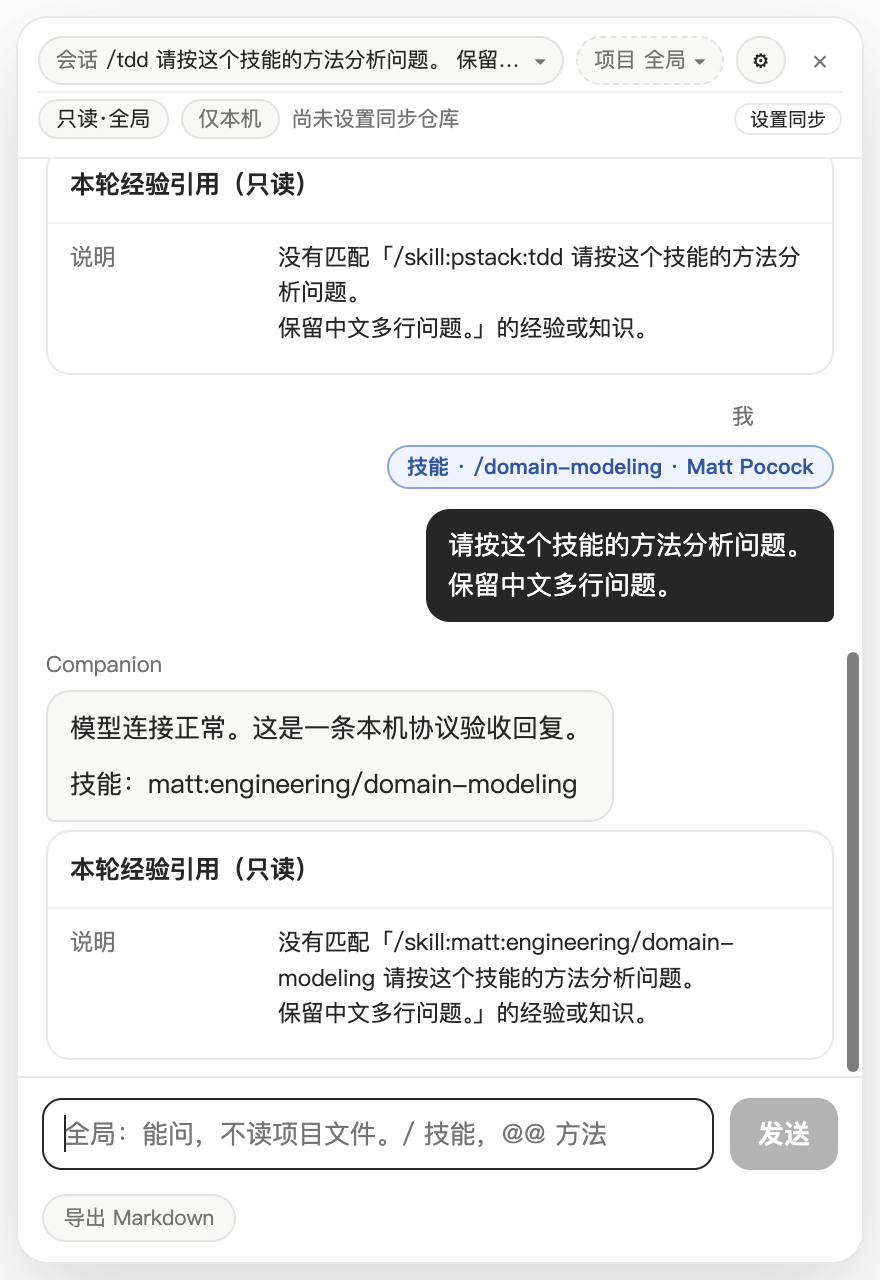 会话 /tdd 请按这个技能的方法分析问题。 保留… 项目 全局
只读·全局 仅本机 尚未设置同步仓库 设置同步
本轮经验引用（只读）
说明 没有匹配「/skill:pstack:tdd 请按这个技能的方法分
析问题。
保留中文多行问题。」的经验或知识。
我
技能 · /domain-modeling · Matt Pocock
请按这个技能的方法分析问题。
保留中文多行问题。
Companion
模型连接正常。这是一条本机协议验收回复。
技能：matt:engineering/domain-modeling
本轮经验引用（只读）
说明 没有匹配「/skill:matt:engineering/domain-
modeling 请按这个技能的方法分析问题。
保留中文多行问题。」的经验或知识。
全局：能问，不读项目文件。/ 技能，@@ 方法 发送
导出 Markdown